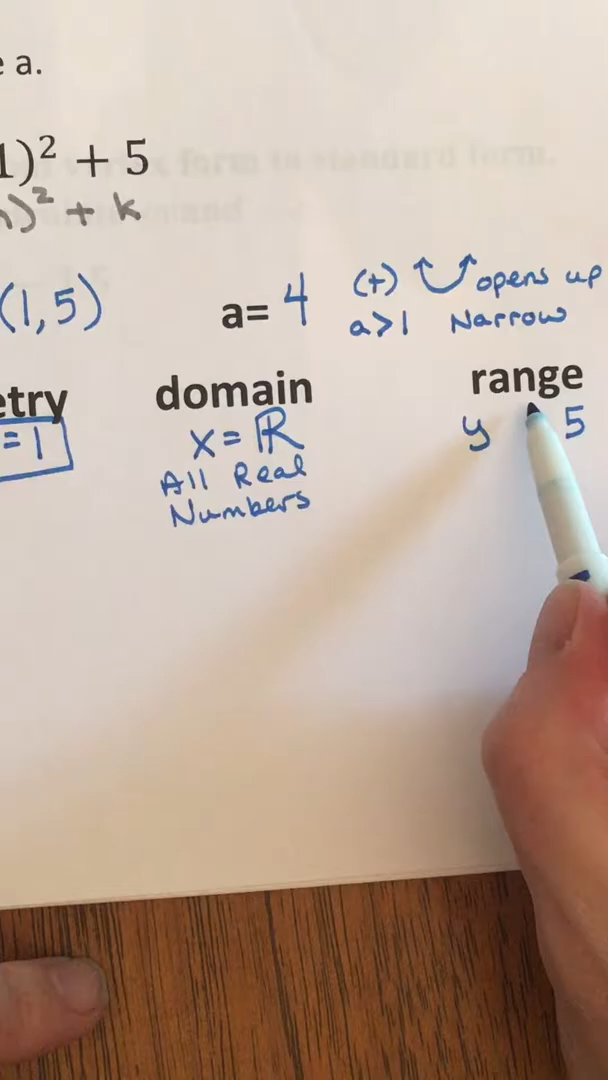 e a.
1)² + 5
h)² + k
(1,5)
a= 4
(+) opens up
a>1 Narrow
etry
= 1
domain
x = ℝ
All Real
Numbers
range
y 5